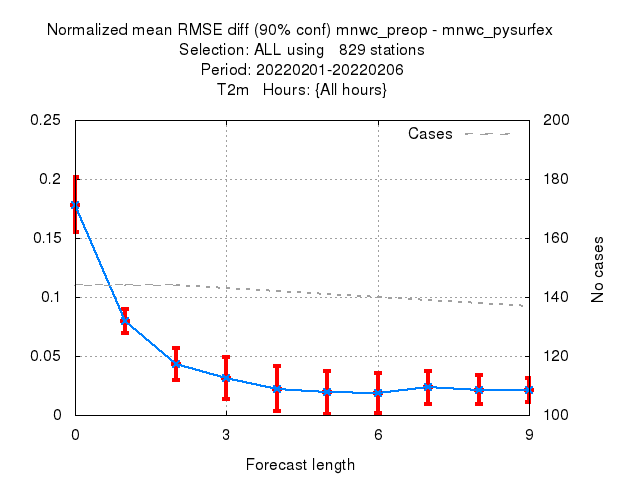 Normalized mean RMSE diff (90% conf) mnwc_preop - mnwc_pysurfex
Selection: ALL using   829 stations
Period: 20220201-20220206
T2m   Hours: {All hours}
0.25
0.2
0.15
0.1
0.05
0
200
180
160
140
120
100
Cases
No cases
0
3
6
9
Forecast length